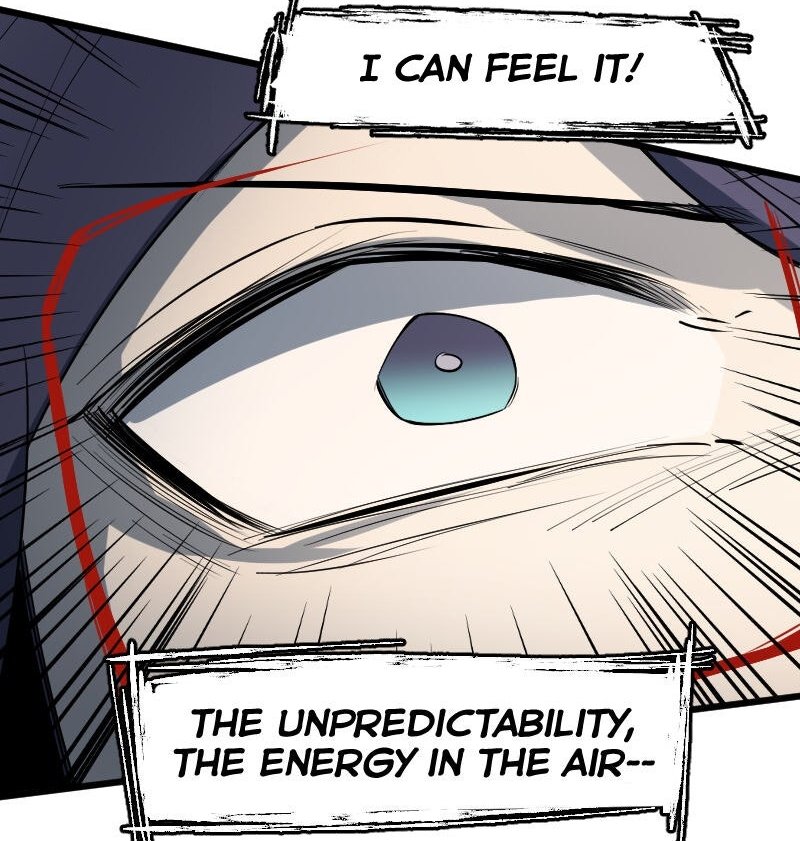 I CAN FEEL IT!
THE UNPREDICTABILITY,
THE ENERGY IN THE AIR--